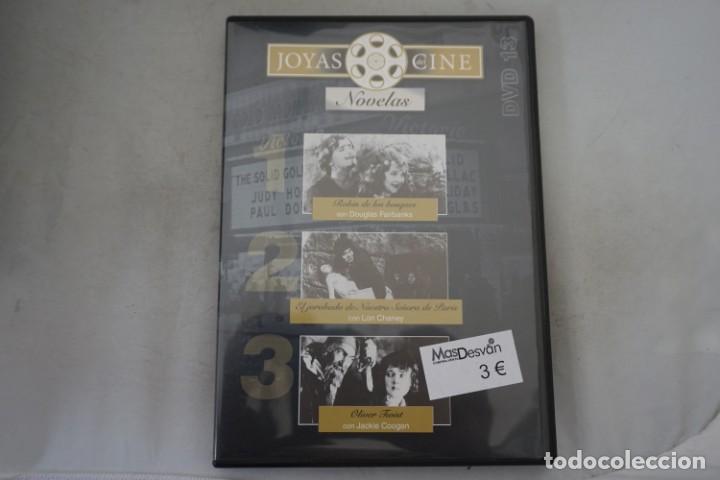 JOYAS CINE
Novelas
DVD 13
1
THE SOLID GOL
JUDY HO
PAUL DO
Robin de los bosques
con Douglas Fairbanks
2
El jorobado de Nuestra Señora de París
con Lon Chaney
3
MasDesván
3 €
Oliver Twist
con Jackie Coogan
todocoleccion